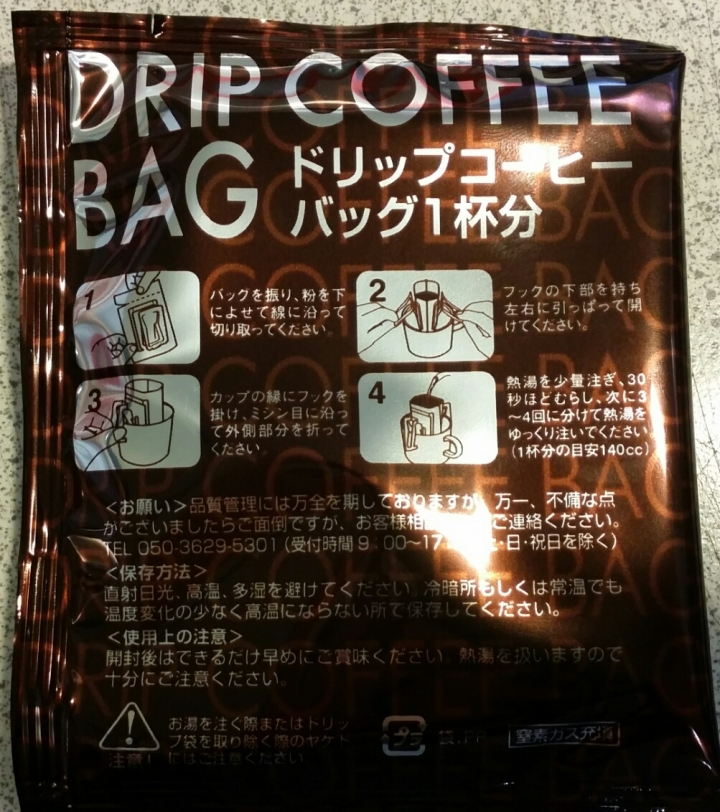 DRIP COFFEE
BAG
ドリップコーヒー
バッグ1杯分
1
バッグを振り、粉を下
によせて線に沿って
切り取ってください。
2
フックの下部を持ち
左右に引っぱって開
けてください。
3
カップの縁にフックを
掛け、ミシン目に沿っ
て外側部分を折って
ください。
4
熱湯を少量注ぎ、30
秒ほどむらし、次に3
〜4回に分けて熱湯を
ゆっくり注いでください
(1杯分の目安140cc)
<お願い>品質管理には万全を期しておりますが、万一、不備な点
がございましたらご面倒ですが、お客様相 ご連絡ください。
TEL 050-3629-5301(受付時間9:00〜17 ・日・祝日を除く)
<保存方法>
直射日光、高温、多湿を避けてください。冷暗所もしくは常温でも
温度変化の少なく高温にならない所で保存してください。
<使用上の注意>
開封後はできるだけ早めにご賞味ください。熱湯を扱いますので
十分にご注意ください。
注意!
お湯を注ぐ際またはドリッ
プ袋を取り除く際のヤケド
にはご注意ください
プラ
袋:PP
窒素ガス充填